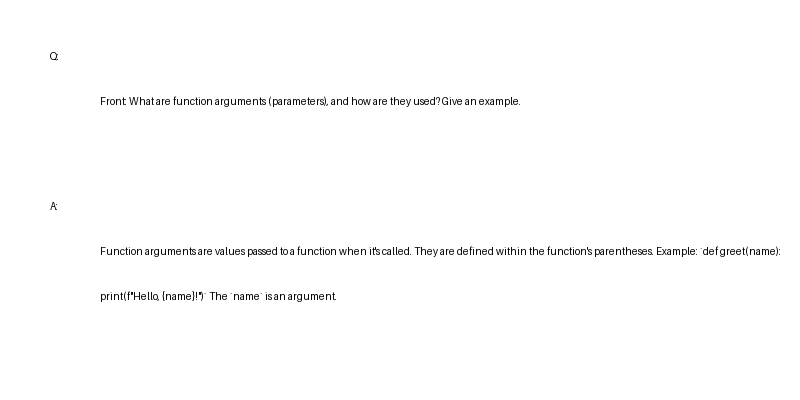 Q:
Front: What are function arguments (parameters), and how are they used? Give an example.
A:
Function arguments are values passed to a function when it's called. They are defined within the function's parentheses. Example: `def greet(name):
print(f"Hello, {name}!")` The `name` is an argument.